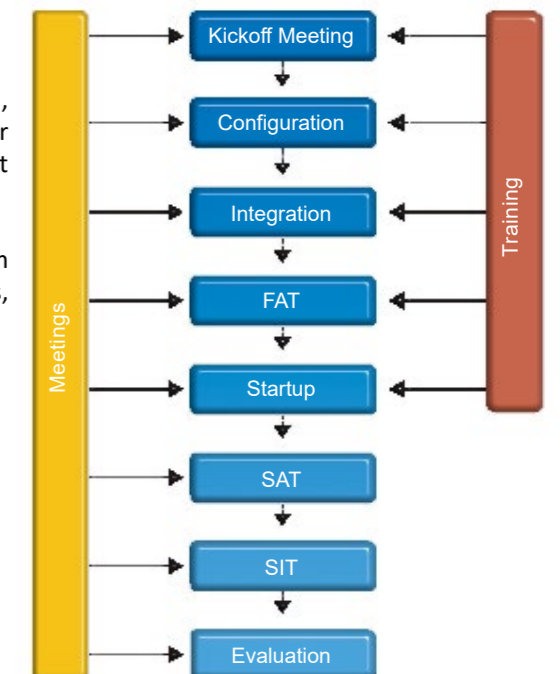 ,
r
t
n
s,
Kickoff Meeting
Configuration
Integration
FAT
Startup
SAT
SIT
Evaluation
Meetings
Training